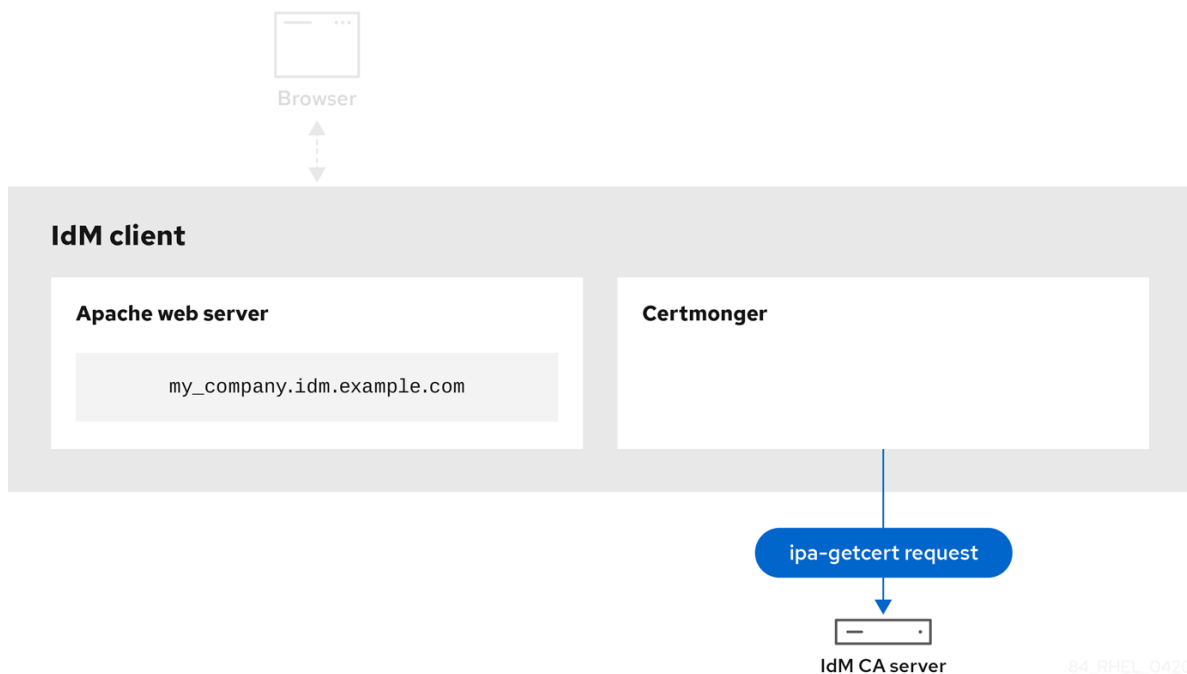 Browser
IdM client
Apache web server
Certmonger
my_company.idm.example.com
ipa-getcert request
IdM CA server
84_RHEL_0420